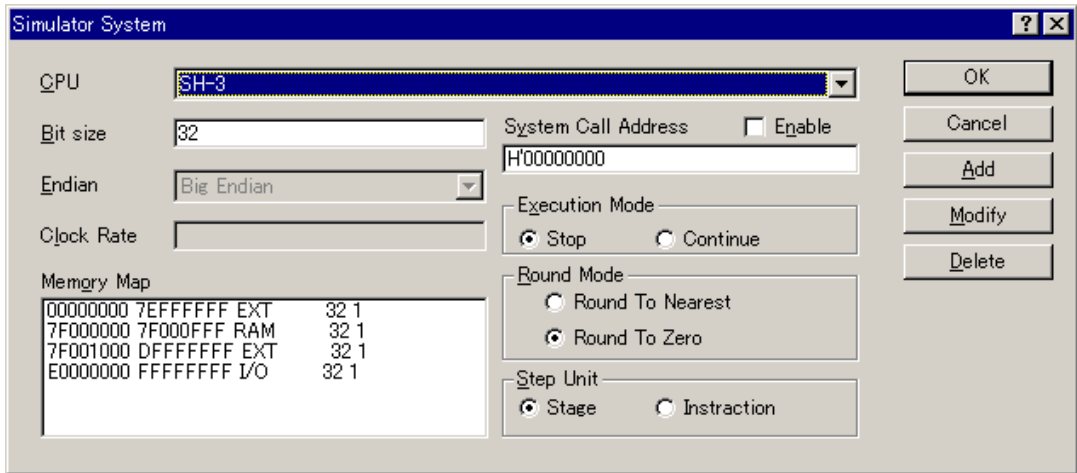 Simulator System
CPU
SH-3
Bit size
32
Endian
Big Endian
Clock Rate
Memory Map
00000000 7EFFFFFF EXT 32 1
7F000000 7F000FFF RAM 32 1
7F001000 DFFFFFFF EXT 32 1
E0000000 FFFFFFFF I/O 32 1
System Call Address
Enable
H'00000000
Execution Mode
Stop Continue
Round Mode
Round To Nearest
Round To Zero
Step Unit
Stage Instraction
OK
Cancel
Add
Modify
Delete